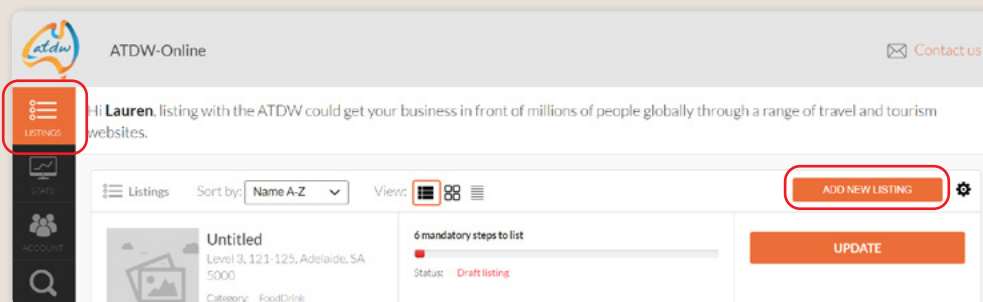 atdw
ATDW-Online
Contact us
Hi Lauren, listing with the ATDW could get your business in front of millions of people globally through a range of travel and tourism
websites.
LISTINGS
STATS
ACCOUNT
Listings Sort by: Name A-Z View: ADD NEW LISTING
Untitled
Level 3, 121-125, Adelaide, SA
5000
Category: FoodDrink
6 mandatory steps to list
Status: Draft listing
UPDATE